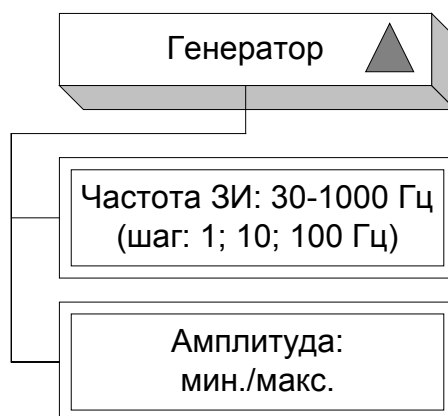 Генератор
Частота ЗИ: 30-1000 Гц
(шаг: 1; 10; 100 Гц)
Амплитуда:
мин./макс.